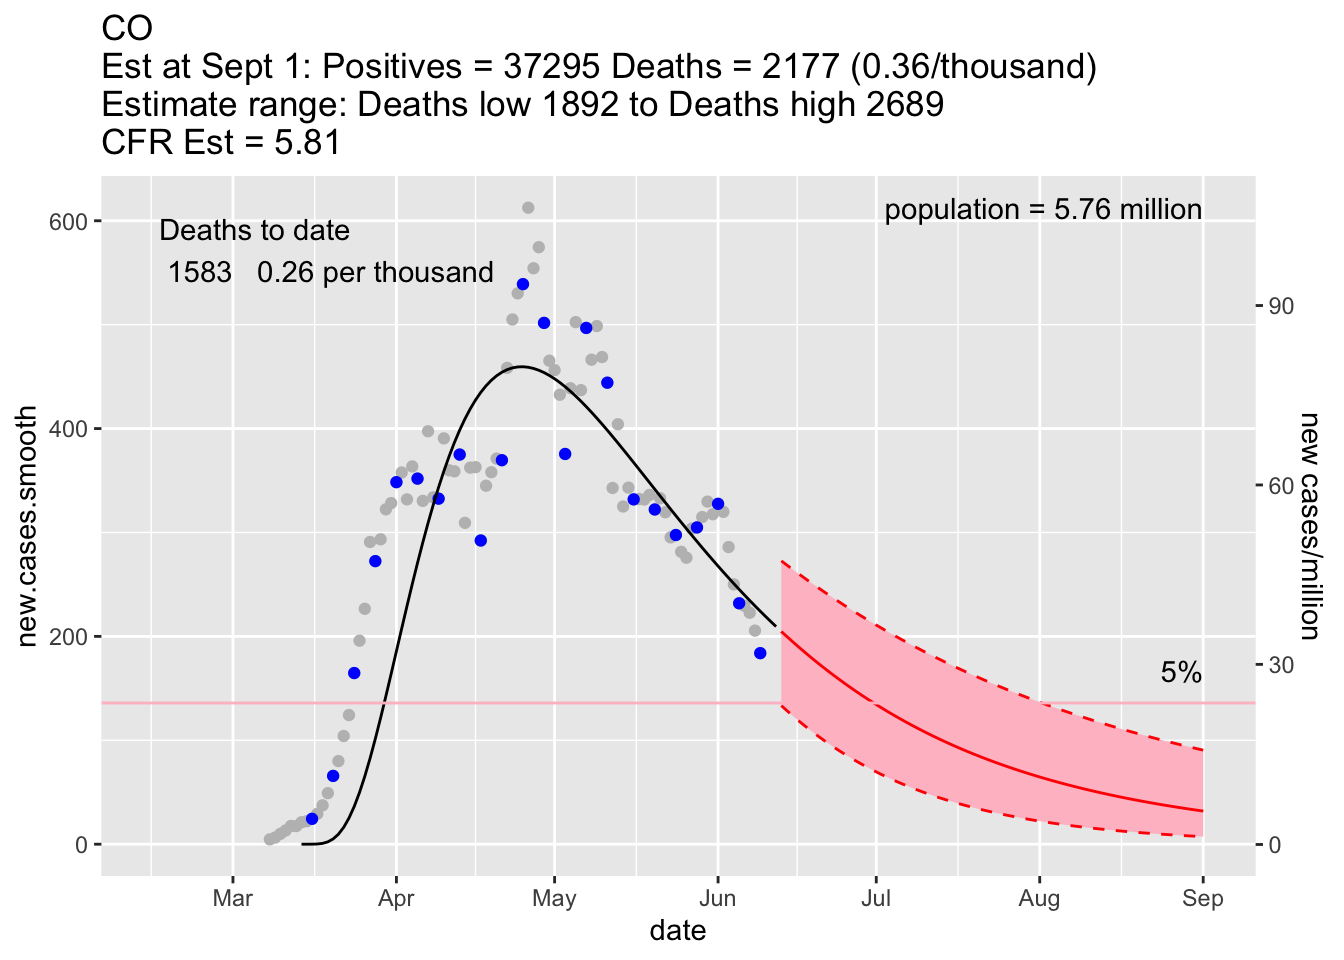 CO
Est at Sept 1: Positives = 37295 Deaths = 2177 (0.36/thousand)
Estimate range: Deaths low 1892 to Deaths high 2689
CFR Est = 5.81
population = 5.76 million
Deaths to date
1583 0.26 per thousand
600
400
200
0
new.cases.smooth
90
60
30
0
new cases/million
5%
Mar Apr May Jun Jul Aug Sep
date